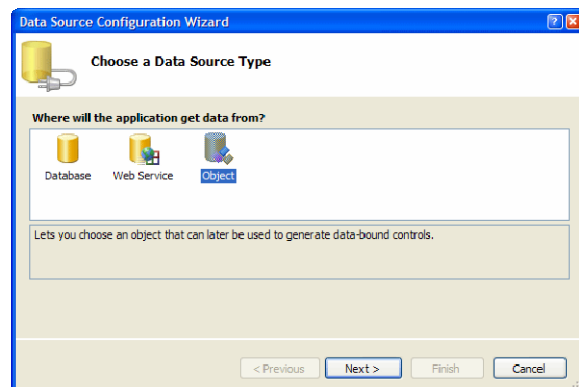 Data Source Configuration Wizard
Choose a Data Source Type
Where will the application get data from?
Database Web Service Object
Lets you choose an object that can later be used to generate data-bound controls.
< Previous Next > Finish Cancel